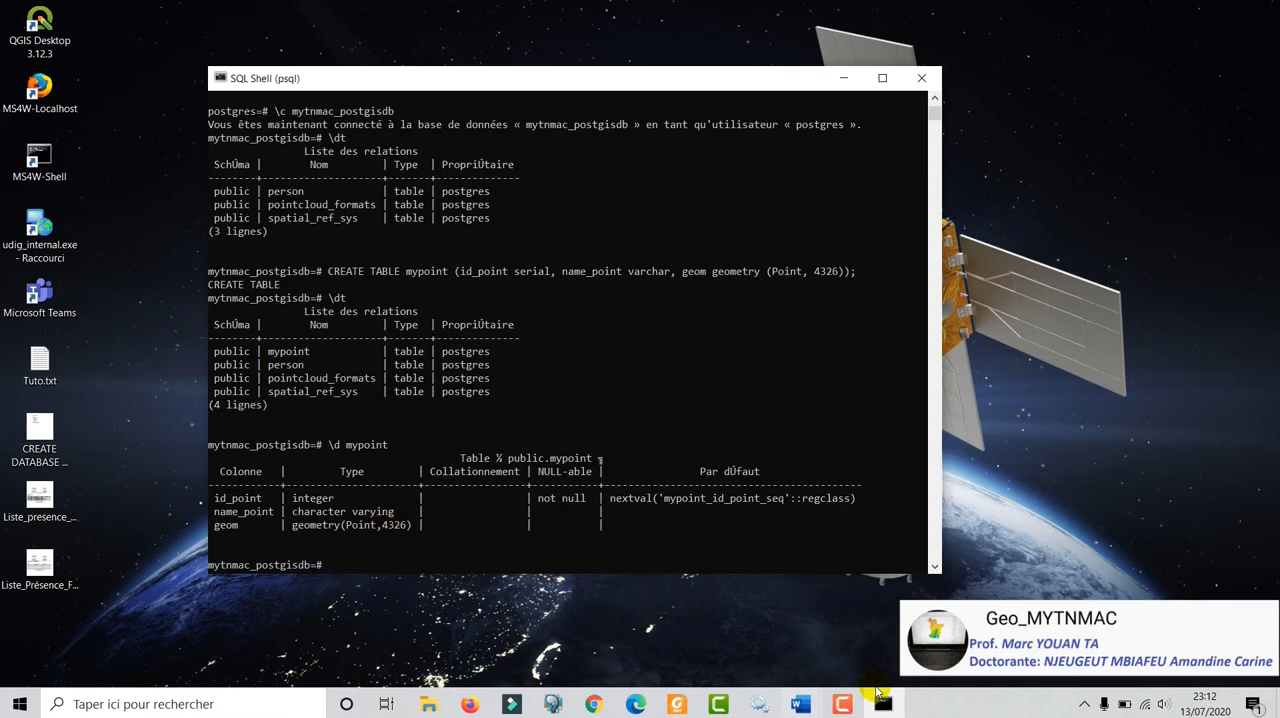 QGIS Desktop
3.12.3
MS4W-Localhost
MS4W-Shell
udig_internal.exe
- Raccourci
Microsoft Teams
Tuto.txt
CREATE
DATABASE ...
Liste_presence_...
Liste_Présence_F...
SQL Shell (psql)
postgres=# \c mytnmac_postgisdb
Vous êtes maintenant connecté à la base de données « mytnmac_postgisdb » en tant qu'utilisateur « postgres ».
mytnmac_postgisdb=# \dt
Liste des relations
SchÚma | Nom | Type | PropriÚtaire
--------+--------------------+-------+--------------
public | person | table | postgres
public | pointcloud_formats | table | postgres
public | spatial_ref_sys | table | postgres
(3 lignes)
mytnmac_postgisdb=# CREATE TABLE mypoint (id_point serial, name_point varchar, geom geometry (Point, 4326));
CREATE TABLE
mytnmac_postgisdb=# \dt
Liste des relations
SchÚma | Nom | Type | PropriÚtaire
--------+--------------------+-------+--------------
public | mypoint | table | postgres
public | person | table | postgres
public | pointcloud_formats | table | postgres
public | spatial_ref_sys | table | postgres
(4 lignes)
mytnmac_postgisdb=# \d mypoint
Table ½ public.mypoint ╗
Colonne | Type | Collationnement | NULL-able | Par dÚfaut
------------+----------------------+-----------------+-----------+-------------------------------------------
id_point | integer | | not null | nextval('mypoint_id_point_seq'::regclass)
name_point | character varying | | |
geom | geometry(Point,4326) | | |
mytnmac_postgisdb=#
Geo_MYTNMAC
Prof. Marc YOUAN TA
Doctorante: NJEUGEUT MBIAFEU Amandine Carine
Taper ici pour rechercher
23:12
13/07/2020
1